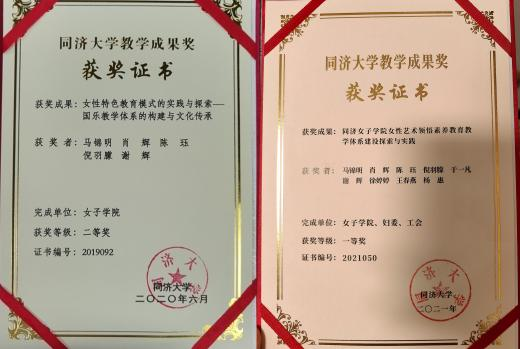 同济大学教学成果奖
获奖证书
获奖成果：女性特色教育模式的实践与探索——
国乐教学体系的构建与文化传承
获 奖 者：马锦明 肖 辉 陈 珏
倪羽朦 谢 辉
完成单位：女子学院
获奖等级：二等奖
证书编号：2019092
同济大学
二〇二〇年六月
同济大学教学成果奖
获奖证书
获奖成果：同济女子学院女性艺术领悟素养教育教
学体系建设探索与实践
获 奖 者：马锦明 肖 辉 陈 珏 倪羽朦 于一凡
谢 辉 徐婷婷 王春燕 杨 惠
完成单位：女子学院、妇委、工会
获奖等级：一等奖
证书编号：2021050
同济大学
二〇二一年